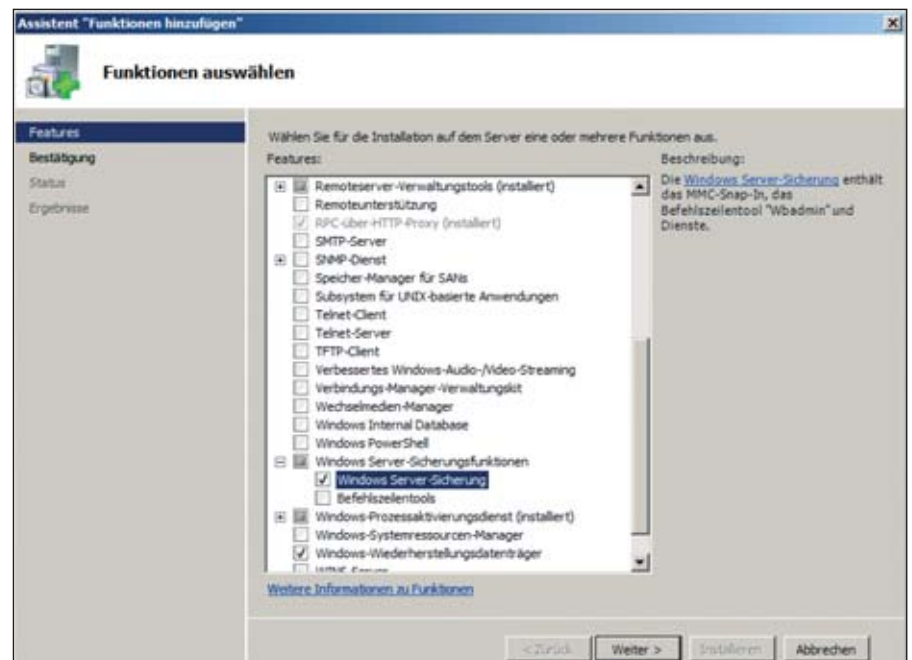 Assistent "Funktionen hinzufügen"
Funktionen auswählen
Features
Bestätigung
Status
Ergebnisse
Wählen Sie für die Installation auf dem Server eine oder mehrere Funktionen aus.
Features:
Remoteserver-Verwaltungstools (installiert)
Remoteunterstützung
RPC-über-HTTP-Proxy (installiert)
SMTP-Server
SNMP-Dienst
Speicher-Manager für SANs
Subsystem für UNIX-basierte Anwendungen
Telnet-Client
Telnet-Server
TFTP-Client
Verbessertes Windows-Audio-/Video-Streaming
Verbindungs-Manager-Verwaltungskit
Wechselmedien-Manager
Windows Internal Database
Windows PowerShell
Windows Server-Sicherungsfunktionen
Windows Server-Sicherung
Befehlszeilentools
Windows-Prozessaktivierungsdienst (installiert)
Windows-Systemressourcen-Manager
Windows-Wiederherstellungsdatenträger
WINS-Server
Weitere Informationen zu Funktionen
Beschreibung:
Die Windows Server-Sicherung enthält
das MMC-Snap-In, das
Befehlszeilentool "Wbadmin" und
Dienste.
< Zurück
Weiter >
Installieren
Abbrechen